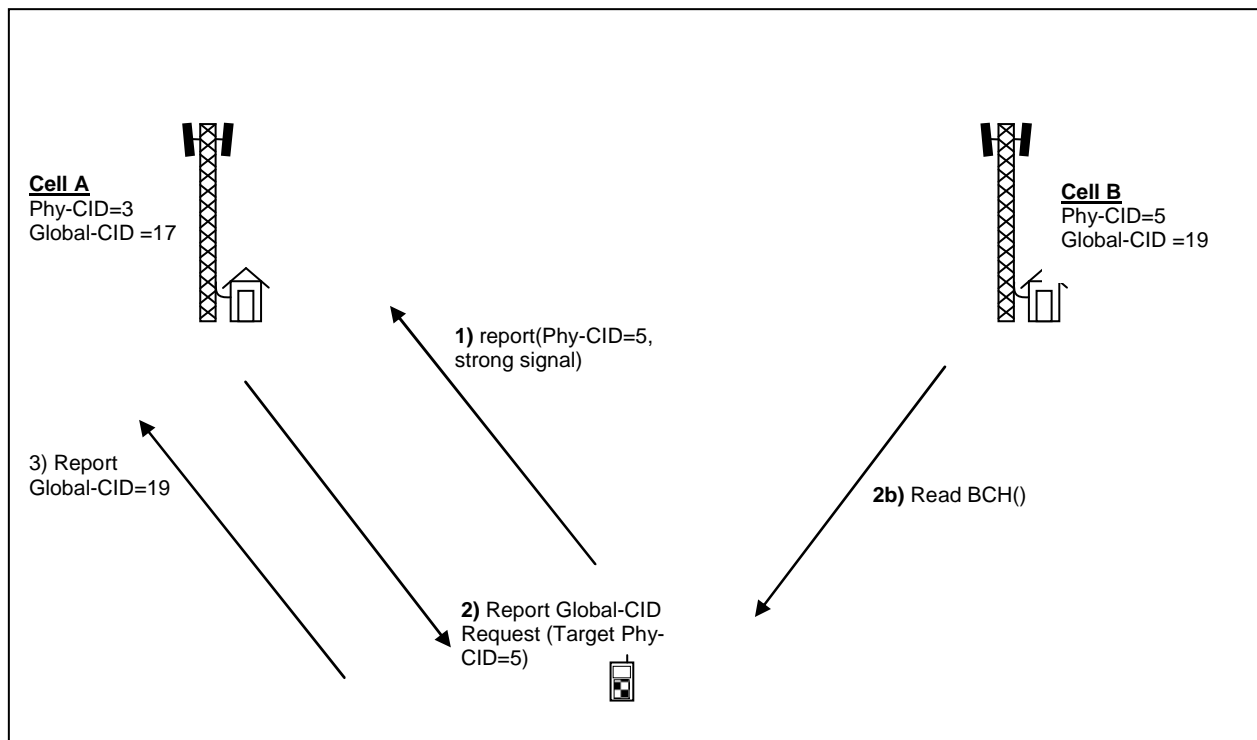 Cell A
Phy-CID=3
Global-CID =17
Cell B
Phy-CID=5
Global-CID =19
1) report(Phy-CID=5,
strong signal)
3) Report
Global-CID=19
2b) Read BCH()
2) Report Global-CID
Request (Target Phy-
CID=5)